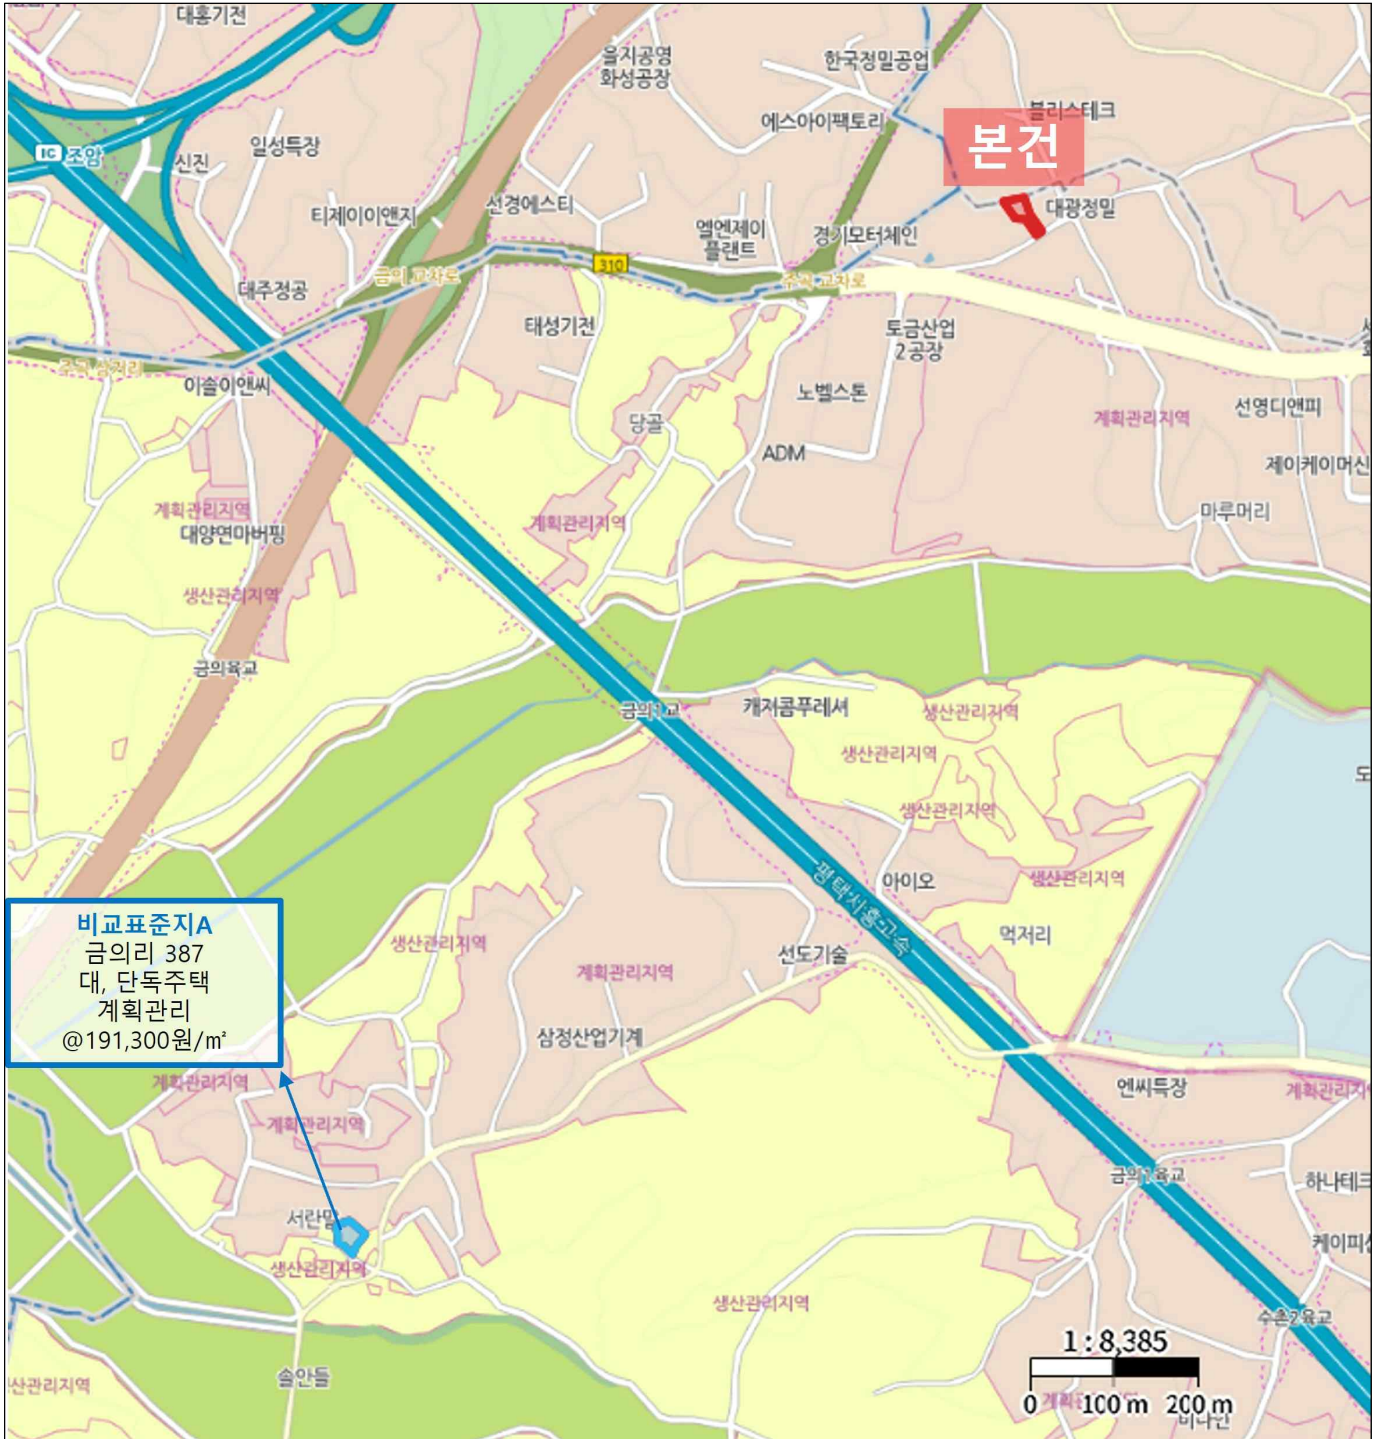 대홍기전
을지공영
화성공장
한국정밀공업
블리스테크
에스아이팩토리
본건
IC 조암
신진
일성특장
티제이이앤지
선경에스티
엘엔제이
플랜트
경기모터체인
대광정밀
310
금의 교차로
주곡 교차로
대주정공
태성기전
토금산업
2공장
주곡 삼거리
이솔이앤씨
노벨스톤
당골
계획관리지역
선영디앤피
ADM
제이케이머신
계획관리지역
대양연마버핑
계획관리지역
마루머리
생산관리지역
금의육교
금의1교
캐져콤푸레셔
생산관리지역
생산관리지역
생산관리지역
평택시흥고속
아이오
생산관리지역
비교표준지A
금의리 387
대, 단독주택
계획관리
@191,300원/㎡
생산관리지역
먹저리
선도기술
계획관리지역
삼정산업기계
계획관리지역
엔씨특장
계획관리지역
계획관리지역
금의1육교
하나테크
서란말
케이피
생산관리지역
생산관리지역
수촌2육교
1 : 8,385
솔안들
산관리지역
0 100 m 200 m